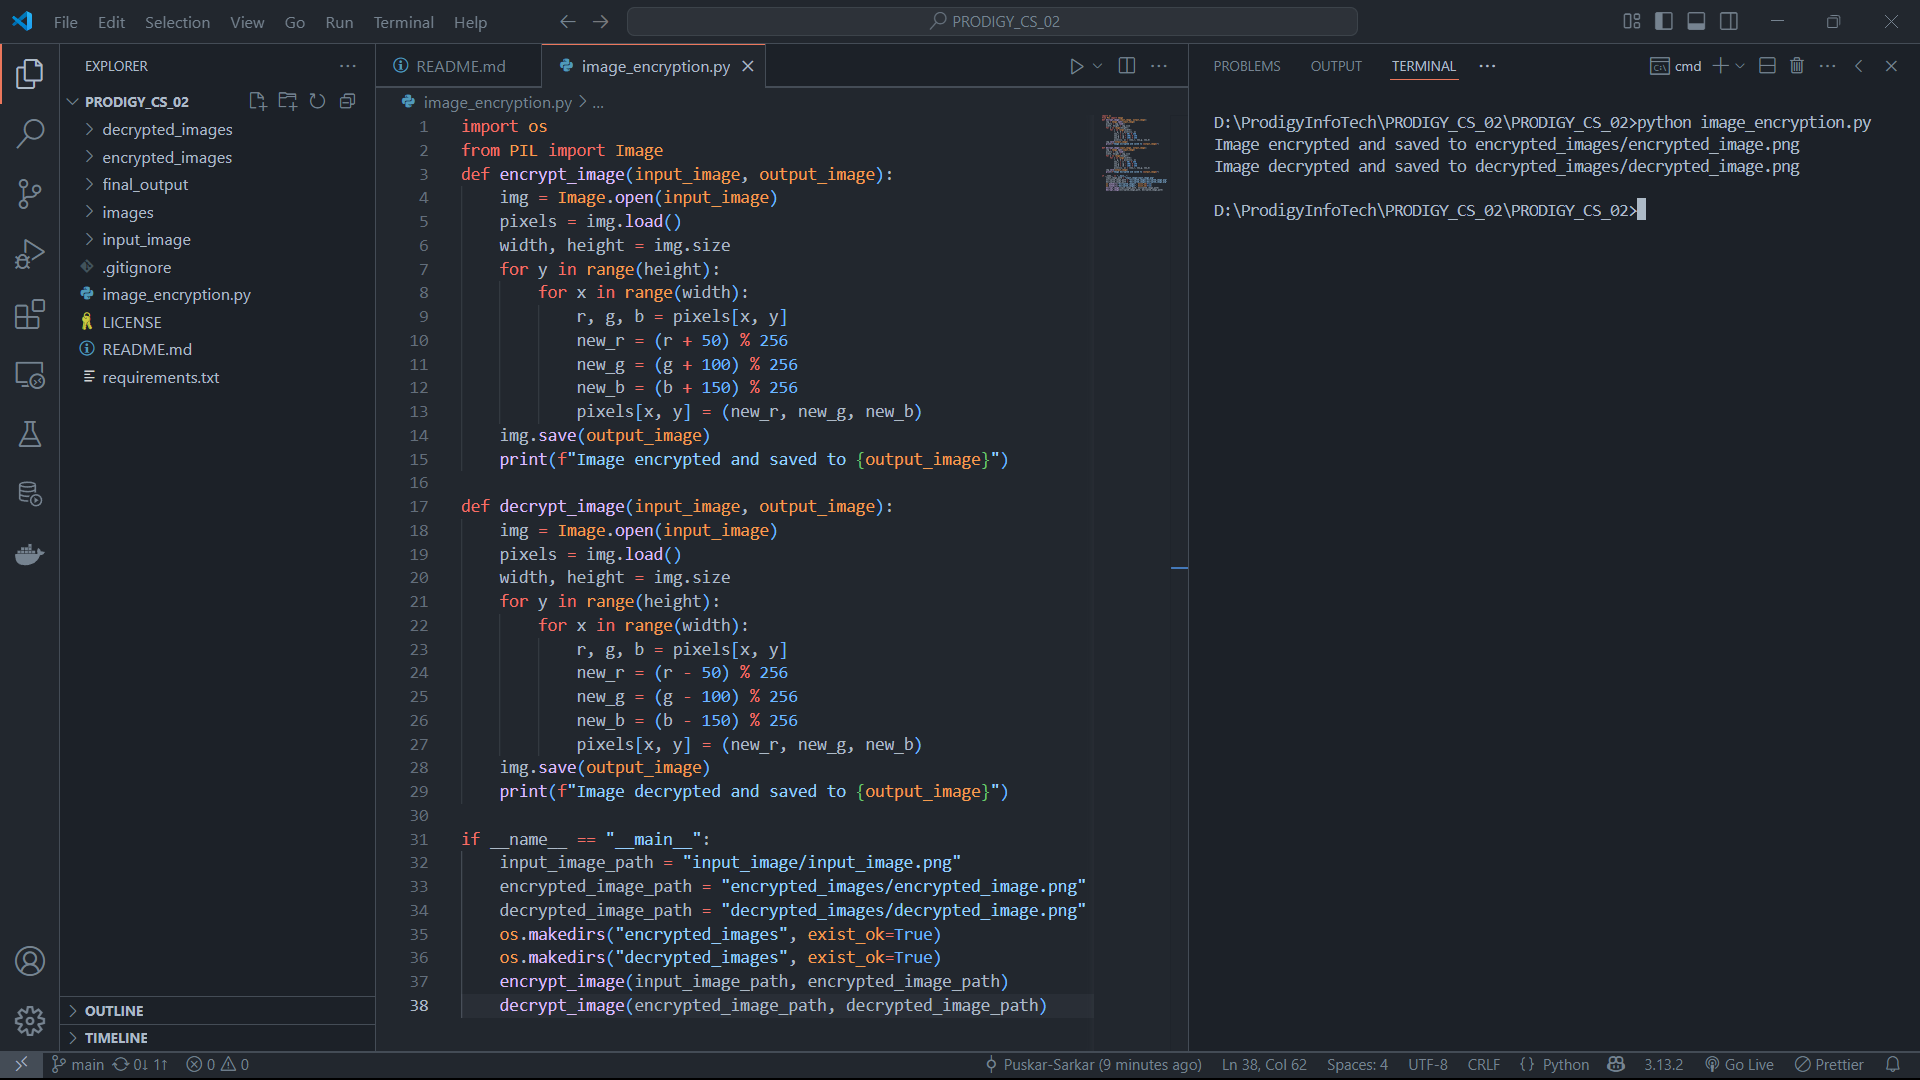 File Edit Selection View Go Run Terminal Help
PRODIGY_CS_02
EXPLORER
PRODIGY_CS_02
decrypted_images
encrypted_images
final_output
images
input_image
.gitignore
image_encryption.py
LICENSE
README.md
requirements.txt
OUTLINE
TIMELINE
README.md
image_encryption.py
image_encryption.py > ...
1 import os
2 from PIL import Image
3 def encrypt_image(input_image, output_image):
4     img = Image.open(input_image)
5     pixels = img.load()
6     width, height = img.size
7     for y in range(height):
8         for x in range(width):
9             r, g, b = pixels[x, y]
10             new_r = (r + 50) % 256
11             new_g = (g + 100) % 256
12             new_b = (b + 150) % 256
13             pixels[x, y] = (new_r, new_g, new_b)
14     img.save(output_image)
15     print(f"Image encrypted and saved to {output_image}")
16
17 def decrypt_image(input_image, output_image):
18     img = Image.open(input_image)
19     pixels = img.load()
20     width, height = img.size
21     for y in range(height):
22         for x in range(width):
23             r, g, b = pixels[x, y]
24             new_r = (r - 50) % 256
25             new_g = (g - 100) % 256
26             new_b = (b - 150) % 256
27             pixels[x, y] = (new_r, new_g, new_b)
28     img.save(output_image)
29     print(f"Image decrypted and saved to {output_image}")
30
31 if __name__ == "__main__":
32     input_image_path = "input_image/input_image.png"
33     encrypted_image_path = "encrypted_images/encrypted_image.png"
34     decrypted_image_path = "decrypted_images/decrypted_image.png"
35     os.makedirs("encrypted_images", exist_ok=True)
36     os.makedirs("decrypted_images", exist_ok=True)
37     encrypt_image(input_image_path, encrypted_image_path)
38     decrypt_image(encrypted_image_path, decrypted_image_path)
PROBLEMS OUTPUT TERMINAL ... cmd
D:\ProdigyInfoTech\PRODIGY_CS_02\PRODIGY_CS_02>python image_encryption.py
Image encrypted and saved to encrypted_images/encrypted_image.png
Image decrypted and saved to decrypted_images/decrypted_image.png
D:\ProdigyInfoTech\PRODIGY_CS_02\PRODIGY_CS_02>
main 0↓ 1↑ 0 0 Puskar-Sarkar (9 minutes ago) Ln 38, Col 62 Spaces: 4 UTF-8 CRLF {} Python 3.13.2 Go Live Prettier